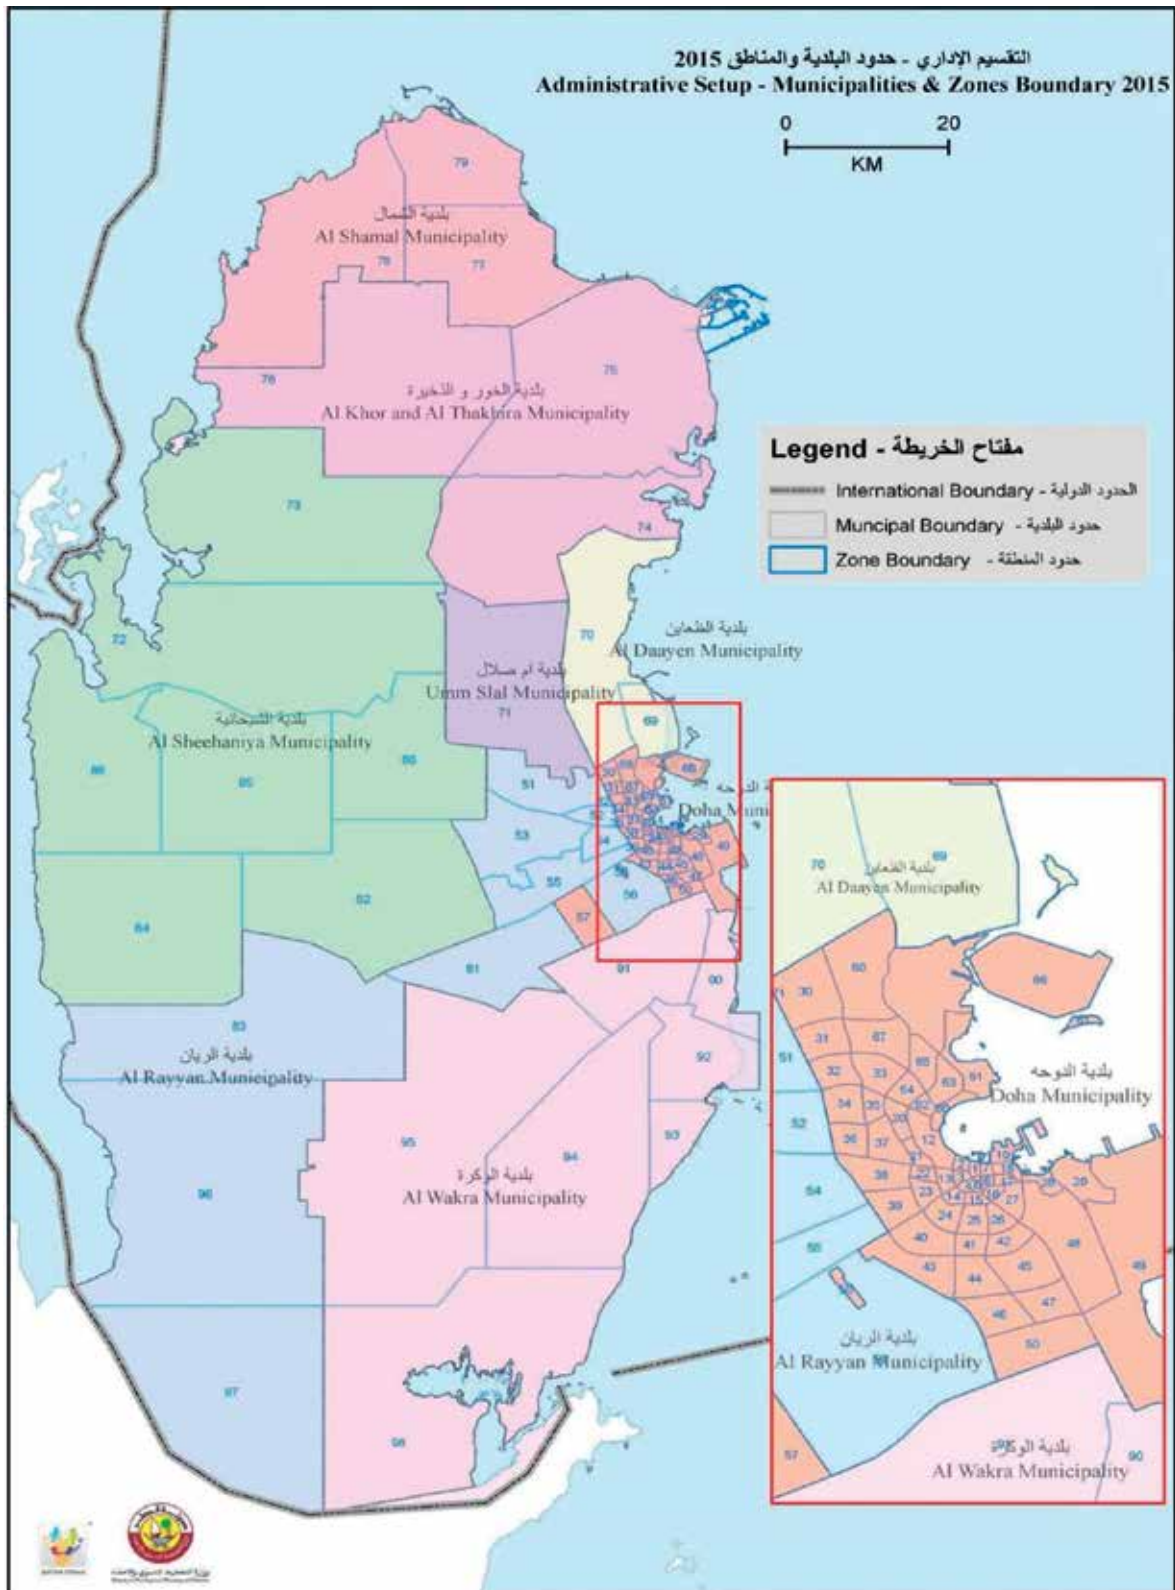 التقسيم الإداري - حدود البلدية والمناطق 2015
Administrative Setup - Municipalities & Zones Boundary 2015
0 20
KM
79
بلدية الشمال
Al Shamal Municipality
78
77
76
75
بلدية الخور و الذخيرة
Al Khor and Al Thakhira Municipality
Legend - مفتاح الخريطة
International Boundary - الحدود الدولية
Muncipal Boundary - حدود البلدية
Zone Boundary - حدود المنطقة
73
74
72
70
بلدية الظعاين
Al Daayen Municipality
بلدية ام صلال
Umm Slal Municipality
71
69
بلدية الشيحانية
Al Sheehaniya Municipality
86
85
51
53
55
56
57
84
82
81
91
90
83
بلدية الريان
Al Rayyan Municipality
92
93
95
94
بلدية الوكرة
Al Wakra Municipality
96
97
98
70
69
بلدية الظعاين
Al Daayen Municipality
66
30
31
67
51
32
33
65
64
63
61
بلدية الدوحه
Doha Municipality
52
34
35
36
37
12
38
22
23
54
39
24
25
26
27
40
41
42
48
49
55
43
44
45
46
47
50
بلدية الريان
Al Rayyan Municipality
57
بلدية الوكرة
Al Wakra Municipality
90